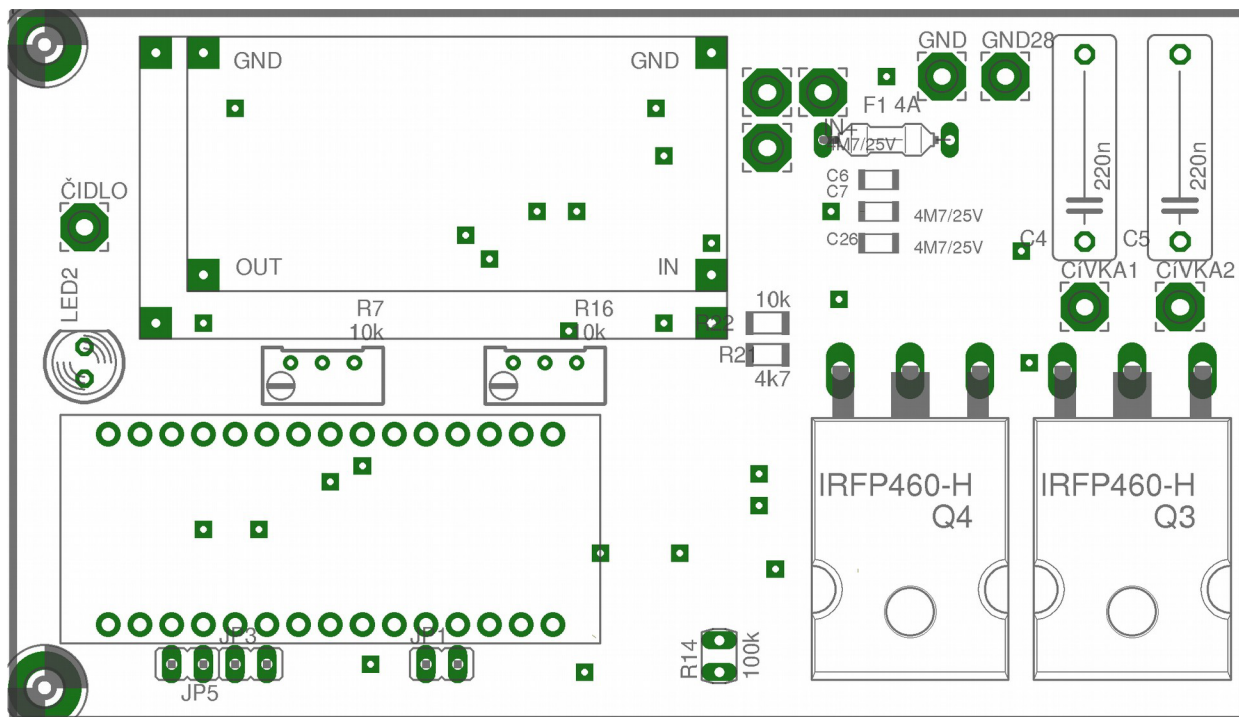 GND
GND
GND
GND28
F1 4A
IN+
4M7/25V
220n
220n
ČIDLO
C6
C7
4M7/25V
C26
4M7/25V
C4
C5
OUT
IN
CíVKA1
CíVKA2
LED2
R7
10k
R16
10k
10k
R22
R21
4k7
IRFP460-H
Q4
IRFP460-H
Q3
JP3
JP1
JP5
R14
100k